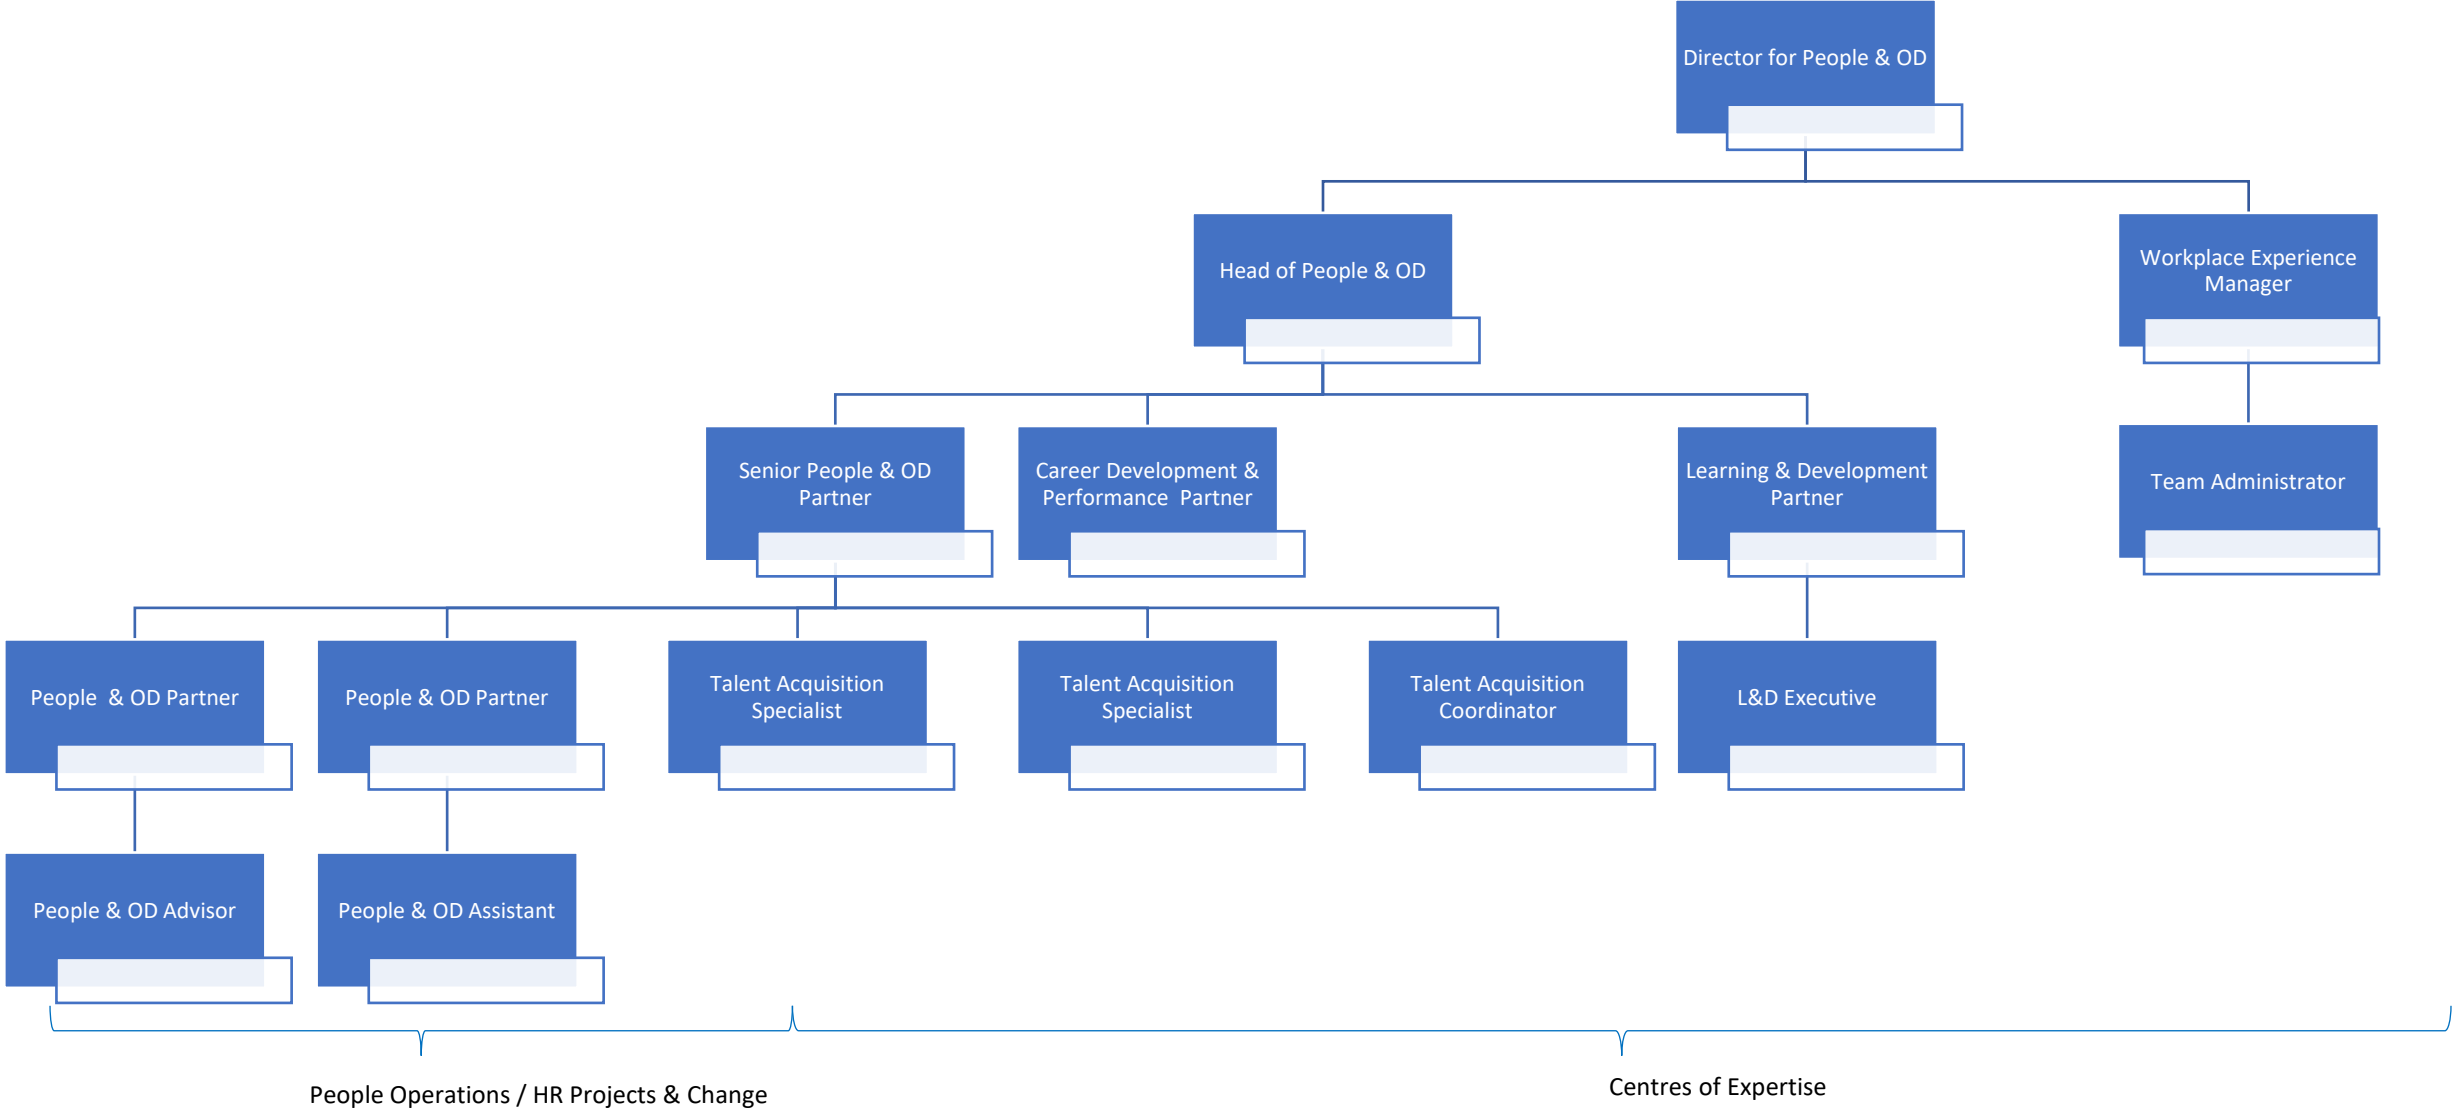 Director for People & OD
Head of People & OD
Workplace Experience
Manager
Senior People & OD
Partner
Career Development &
Performance  Partner
Learning & Development
Partner
Team Administrator
People  & OD Partner
People & OD Partner
Talent Acquisition
Specialist
Talent Acquisition
Specialist
Talent Acquisition
Coordinator
L&D Executive
People & OD Advisor
People & OD Assistant
People Operations / HR Projects & Change
Centres of Expertise